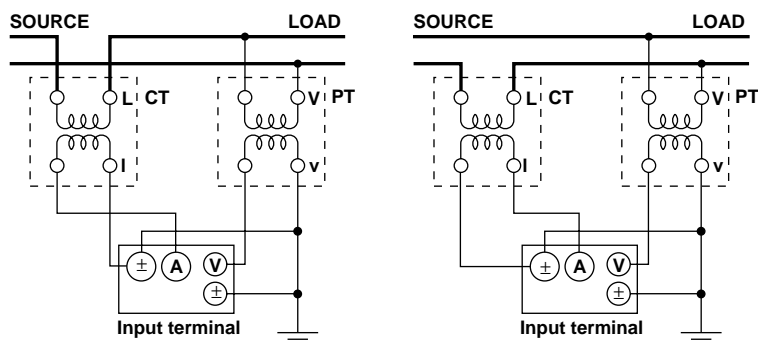 SOURCE LOAD
L CT V PT
l v
± A V
±
Input terminal
SOURCE LOAD
L CT V PT
l v
± A V
±
Input terminal